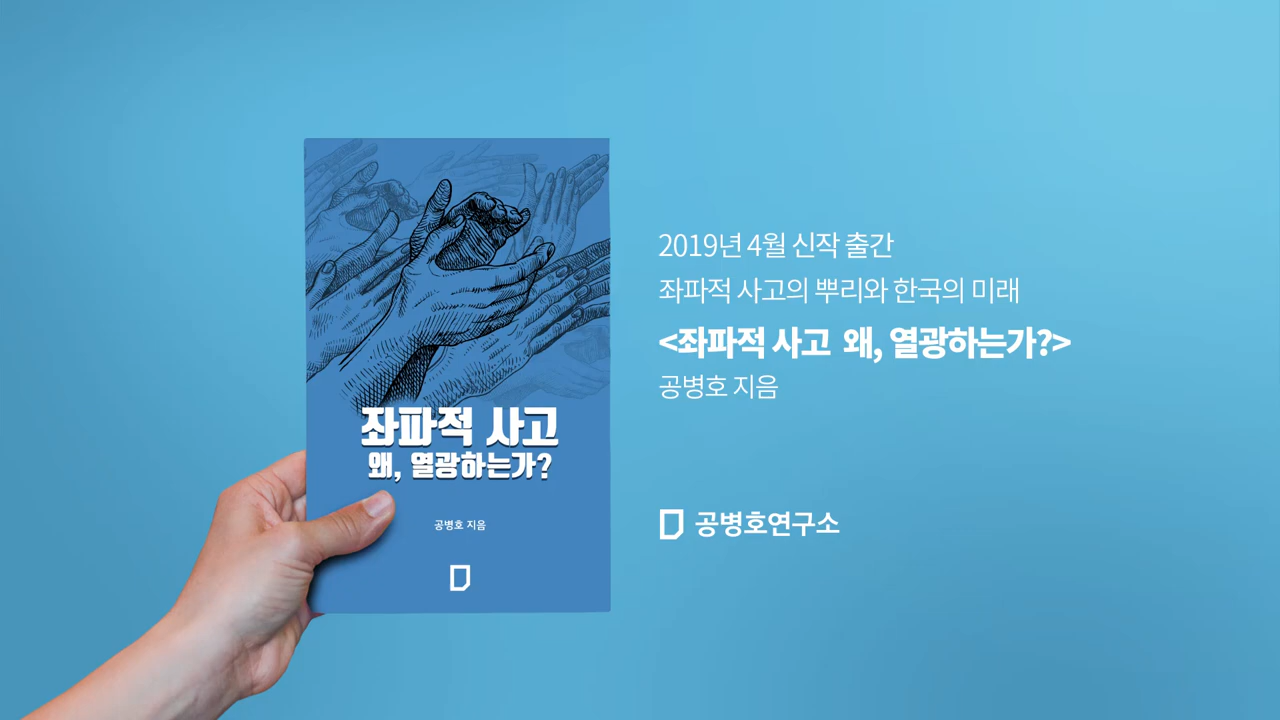 좌파적 사고
왜, 열광하는가?
공병호 지음
2019년 4월 신작 출간
좌파적 사고의 뿌리와 한국의 미래
<좌파적 사고 왜, 열광하는가?>
공병호 지음
공병호연구소